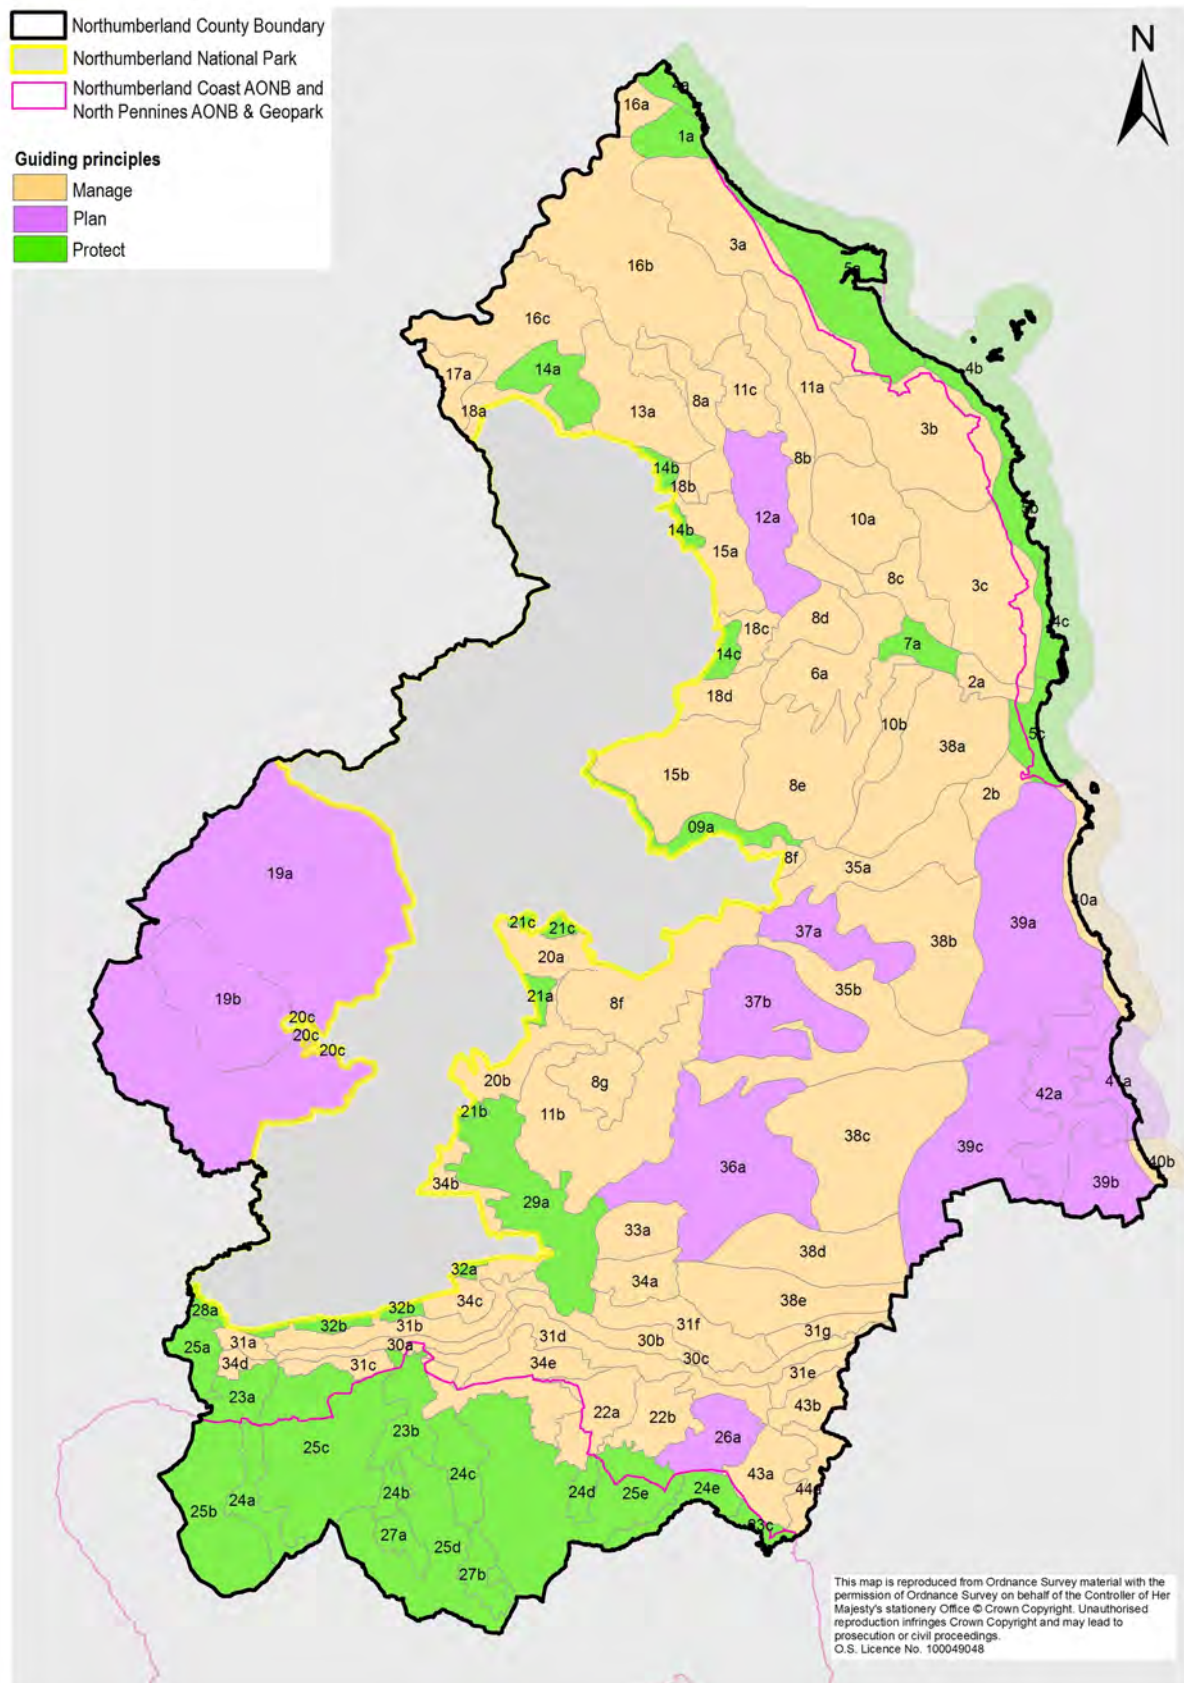 Northumberland County Boundary
Northumberland National Park
Northumberland Coast AONB and
North Pennines AONB & Geopark
Guiding principles
Manage
Plan
Protect
N
4a
16a
1a
3a
5a
16b
16c
4b
14a
17a
11c
11a
8a
18a
13a
3b
8b
14b
18b
12a
10a
14b
15a
8c
3c
8d
4c
18c
7a
14c
6a
2a
18d
10b
5c
38a
15b
8e
2b
09a
8f
35a
19a
40a
21c
21c
37a
39a
38b
20a
35b
21a
19b
8f
37b
20c
20c
20c
20b
8g
41a
42a
21b
11b
38c
39c
36a
40b
34b
39b
29a
33a
38d
32a
34a
34c
38e
28a
32b
32b
31b
31f
31g
31a
25a
30a
31d
30b
34d
31c
34e
30c
31e
23a
43b
22a
22b
23b
26a
25c
24c
43a
25e
24e
44a
24b
24a
25b
24d
23c
27a
25d
27b
This map is reproduced from Ordnance Survey material with the
permission of Ordnance Survey on behalf of the Controller of Her
Majesty's stationery Office © Crown Copyright. Unauthorised
reproduction infringes Crown Copyright and may lead to
prosecution or civil proceedings.
O.S. Licence No. 100049048